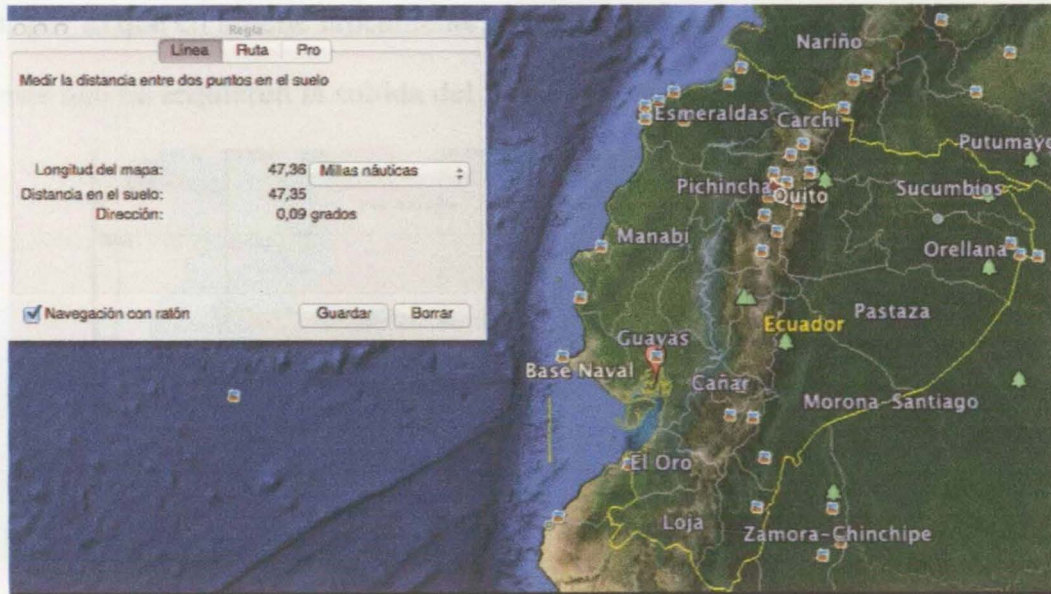 Regla
Línea Ruta Pro
Medir la distancia entre dos puntos en el suelo
Longitud del mapa: 47,36 Millas náuticas
Distancia en el suelo: 47,35
Dirección: 0,09 grados
Navegación con ratón Guardar Borrar
Nariño
Esmeraldas
Carchi
Putumayo
Pichincha
Quito
Sucumbios
Manabí
Orellana
Pastaza
Ecuador
Guayas
Base Naval
Cañar
Morona-Santiago
El Oro
Loja
Zamora-Chinchipe